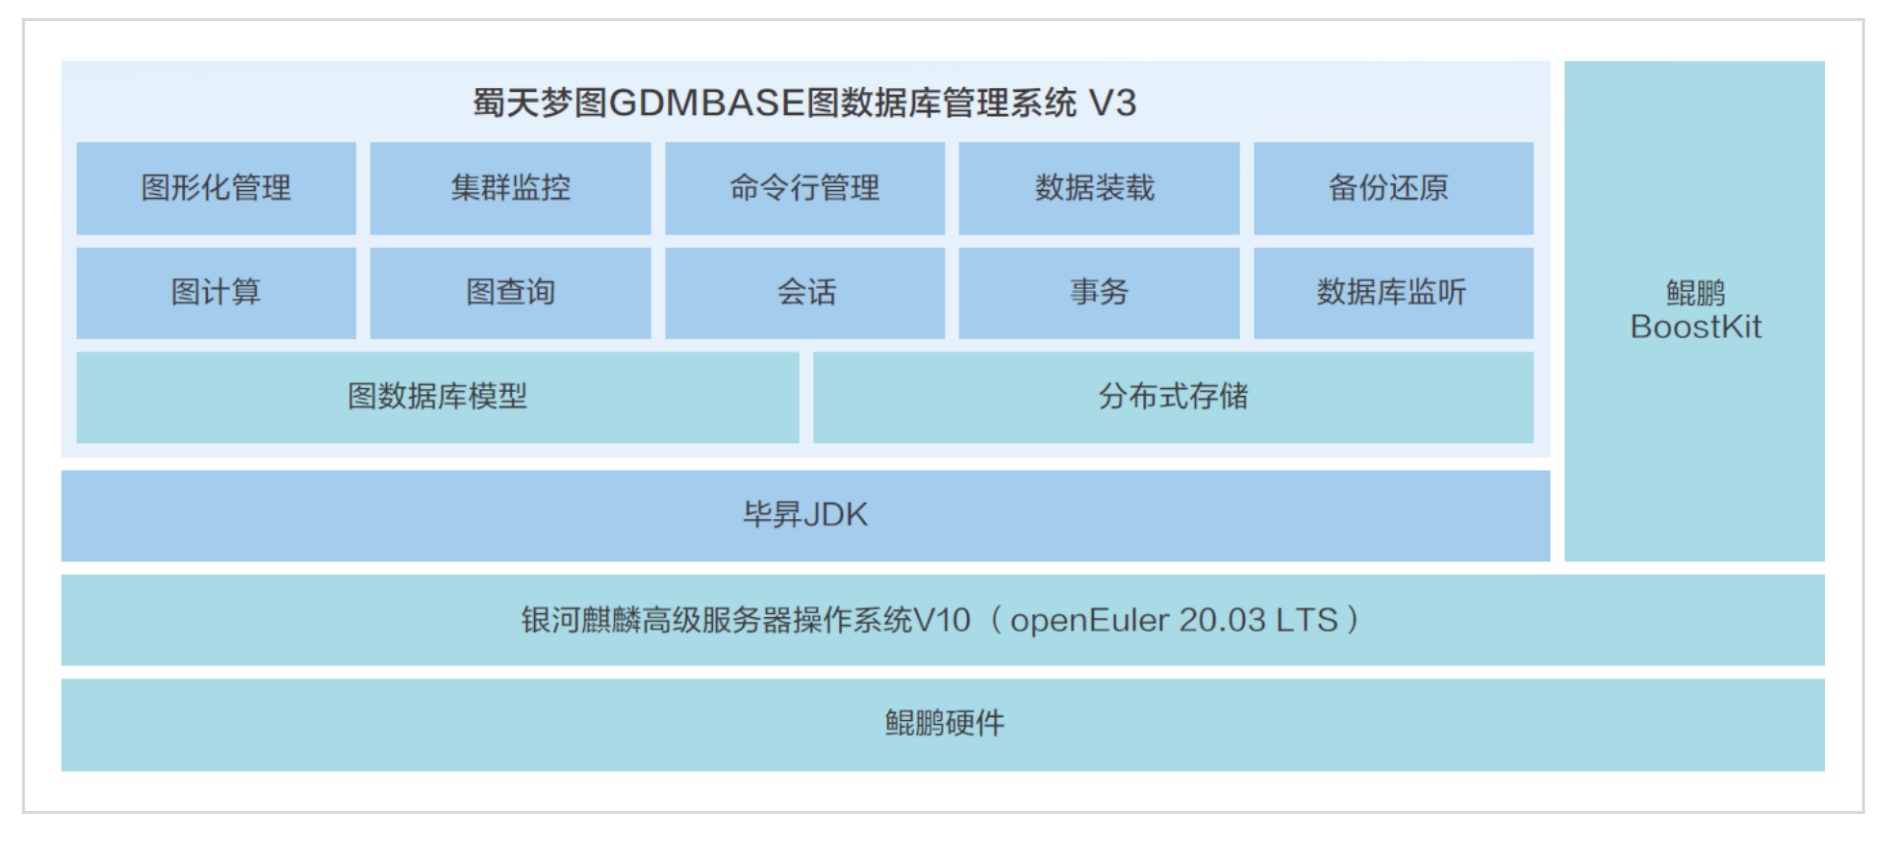 蜀天梦图GDMBASE图数据库管理系统 V3
图形化管理
集群监控
命令行管理
数据装载
备份还原
图计算
图查询
会话
事务
数据库监听
图数据库模型
分布式存储
鲲鹏
BoostKit
毕昇JDK
银河麒麟高级服务器操作系统V10（openEuler 20.03 LTS）
鲲鹏硬件